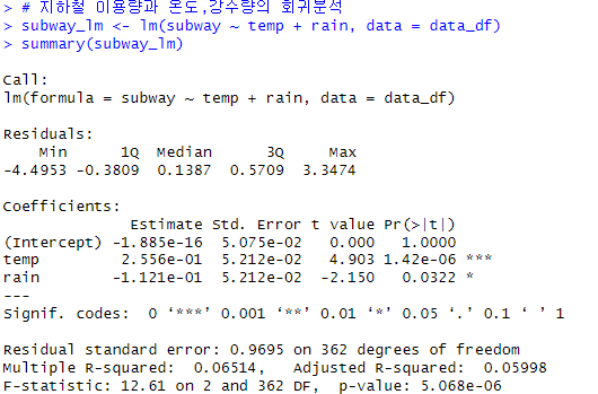 > # 지하철 이용량과 온도,강수량의 회귀분석
> subway_lm <- lm(subway ~ temp + rain, data = data_df)
> summary(subway_lm)
Call:
lm(formula = subway ~ temp + rain, data = data_df)
Residuals:
    Min      1Q  Median      3Q     Max
-4.4953 -0.3809  0.1387  0.5709  3.3474
Coefficients:
              Estimate Std. Error t value Pr(>|t|)
(Intercept) -1.885e-16  5.075e-02   0.000   1.0000
temp         2.556e-01  5.212e-02   4.903 1.42e-06 ***
rain        -1.121e-01  5.212e-02  -2.150   0.0322 *
---
Signif. codes:  0 ‘***’ 0.001 ‘**’ 0.01 ‘*’ 0.05 ‘.’ 0.1 ‘ ’ 1
Residual standard error: 0.9695 on 362 degrees of freedom
Multiple R-squared:  0.06514,   Adjusted R-squared:  0.05998
F-statistic: 12.61 on 2 and 362 DF,  p-value: 5.068e-06